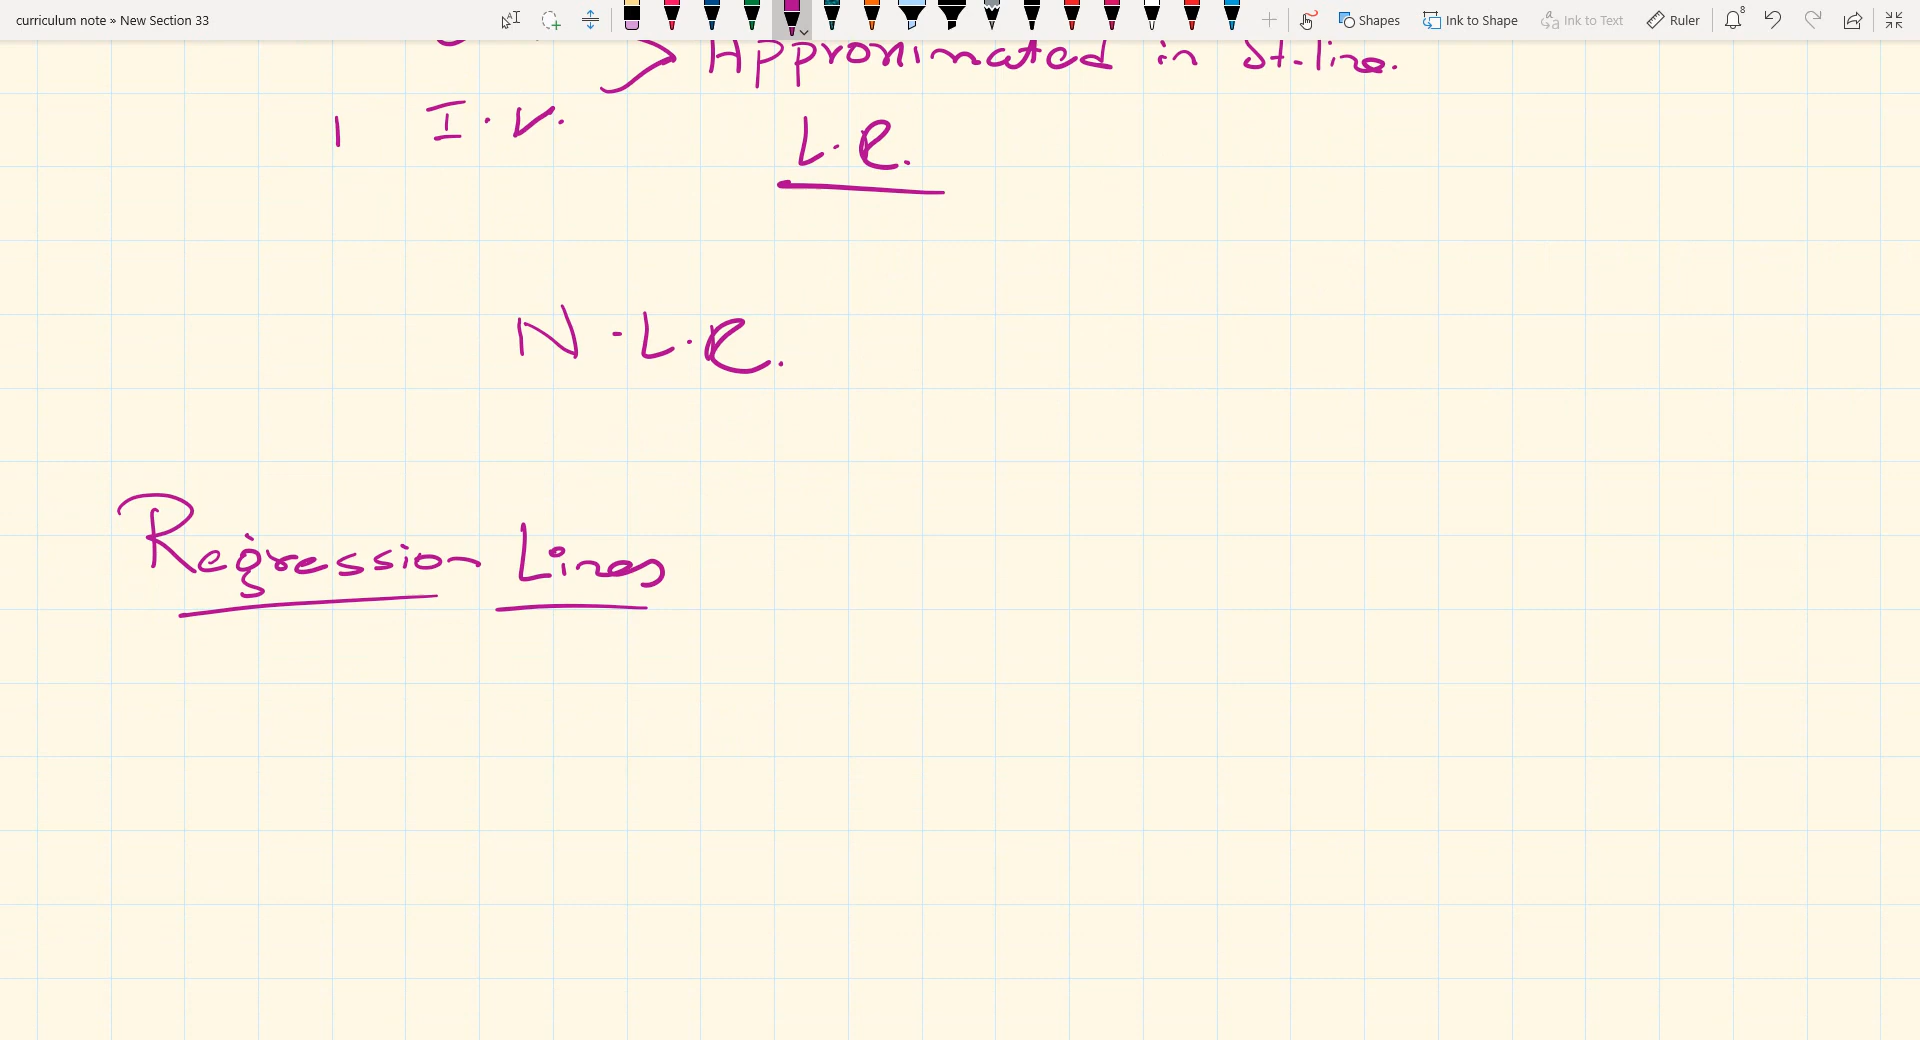 curriculum note » New Section 33
Shapes Ink to Shape Ink to Text Ruler 8
Approximated in St. line.
1 I.V.
L.R.
N.L.R.
Regression Lines